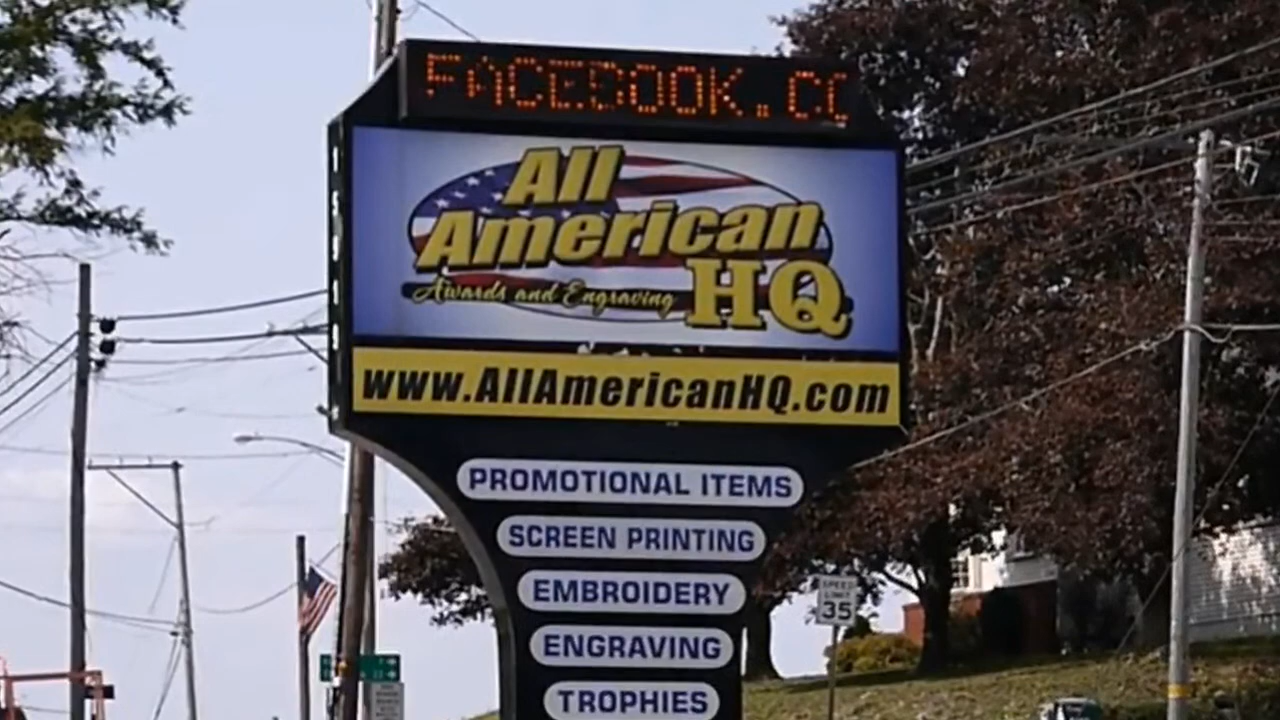 FACEBOOK.CO
All
American
HQ
Awards and Engraving
www.AllAmericanHQ.com
PROMOTIONAL ITEMS
SCREEN PRINTING
EMBROIDERY
ENGRAVING
TROPHIES
SPEED
LIMIT
35